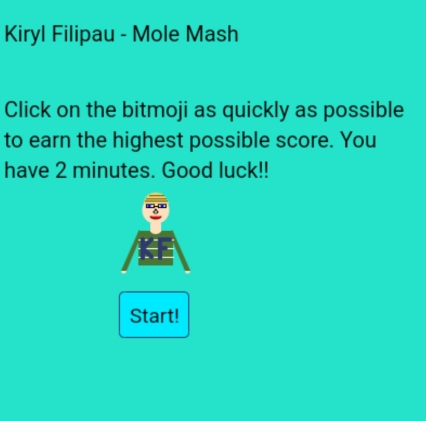 Kiryl Filipau - Mole Mash
Click on the bitmoji as quickly as possible
to earn the highest possible score. You
have 2 minutes. Good luck!!
KF
Start!